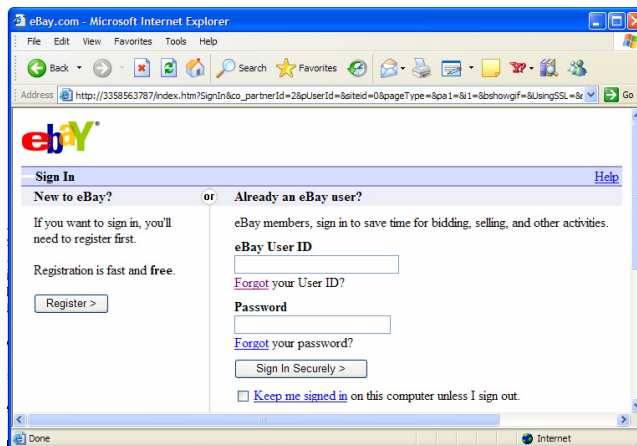 eBay.com - Microsoft Internet Explorer
File Edit View Favorites Tools Help
Back Search Favorites
Address http://3358563787/index.htm?SignIn&co_partnerId=2&pUserId=&siteid=0&pageType=&pa1=&i1=&bshowgif=&UsingSSL=&r Go
ebaY
Sign In Help
New to eBay? or Already an eBay user?
If you want to sign in, you'll eBay members, sign in to save time for bidding, selling, and other activities.
need to register first.
eBay User ID
Registration is fast and free.
Forgot your User ID?
Register >
Password
Forgot your password?
Sign In Securely >
Keep me signed in on this computer unless I sign out.
Done Internet